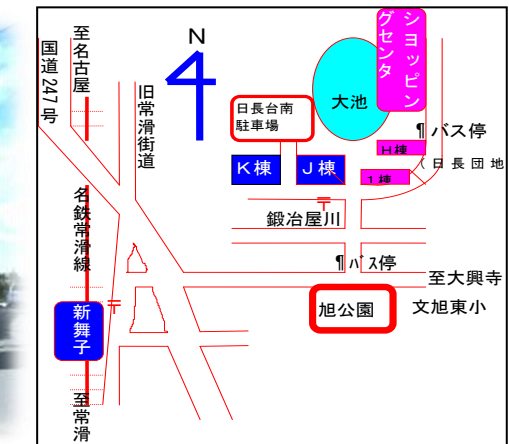 至名古屋
国道247号
旧常滑街道
N
ショッピン
グセンタ
日長台南
駐車場
大池
¶バス停
(日長団地
H棟
K棟
J棟
I棟
〒
鍛冶屋川
名鉄常滑線
¶バス停
至大興寺
旭公園
文旭東小
新舞子
〒
至常滑